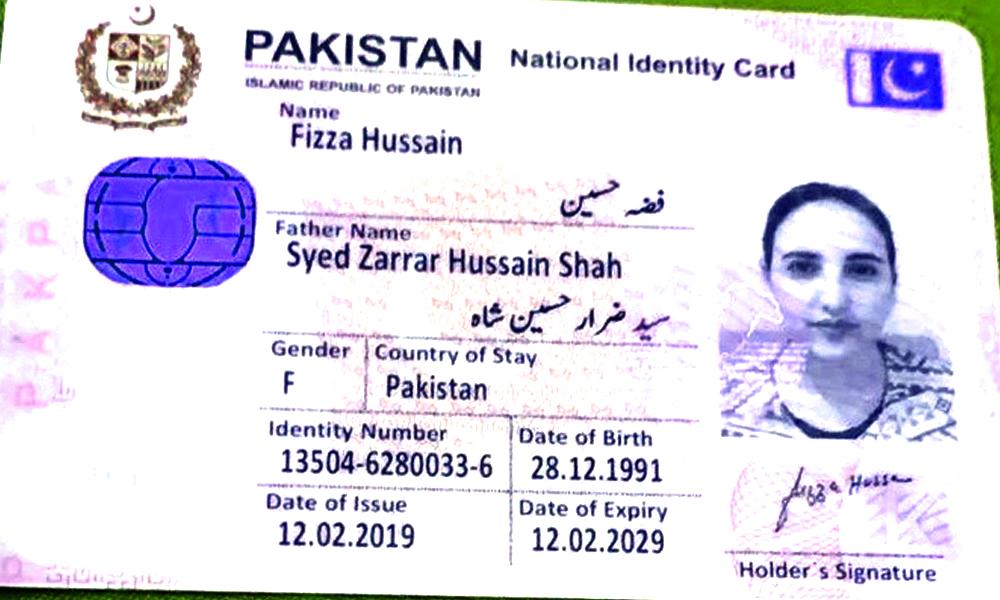 PAKISTAN National Identity Card
ISLAMIC REPUBLIC OF PAKISTAN
Name
Fizza Hussain
فضہ حسین
Father Name
Syed Zarrar Hussain Shah
سید ضرار حسین شاہ
Gender Country of Stay
F Pakistan
Identity Number Date of Birth
13504-6280033-6 28.12.1991
Date of Issue Date of Expiry
12.02.2019 12.02.2029
Fizza Hussa
Holder's Signature